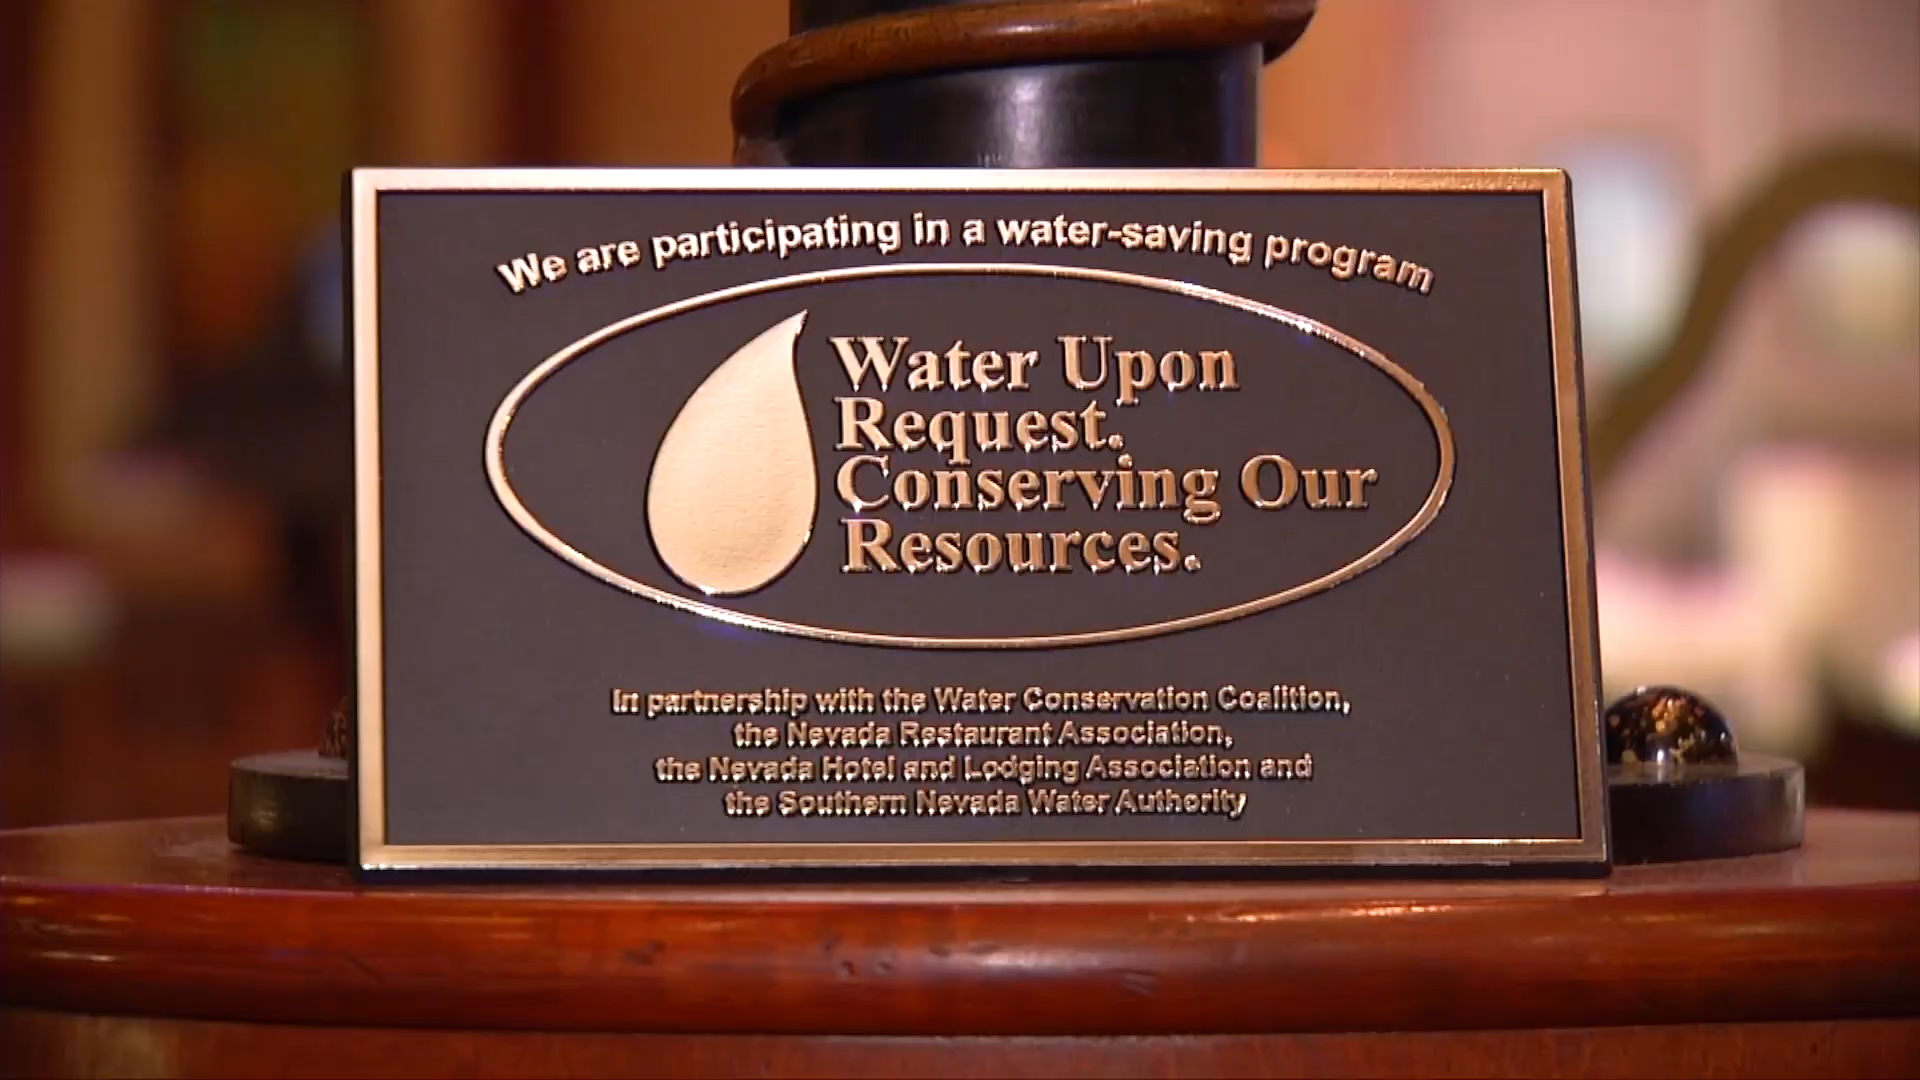 We are participating in a water-saving program
Water Upon
Request.
Conserving Our
Resources.
In partnership with the Water Conservation Coalition,
the Nevada Restaurant Association,
the Nevada Hotel and Lodging Association and
the Southern Nevada Water Authority